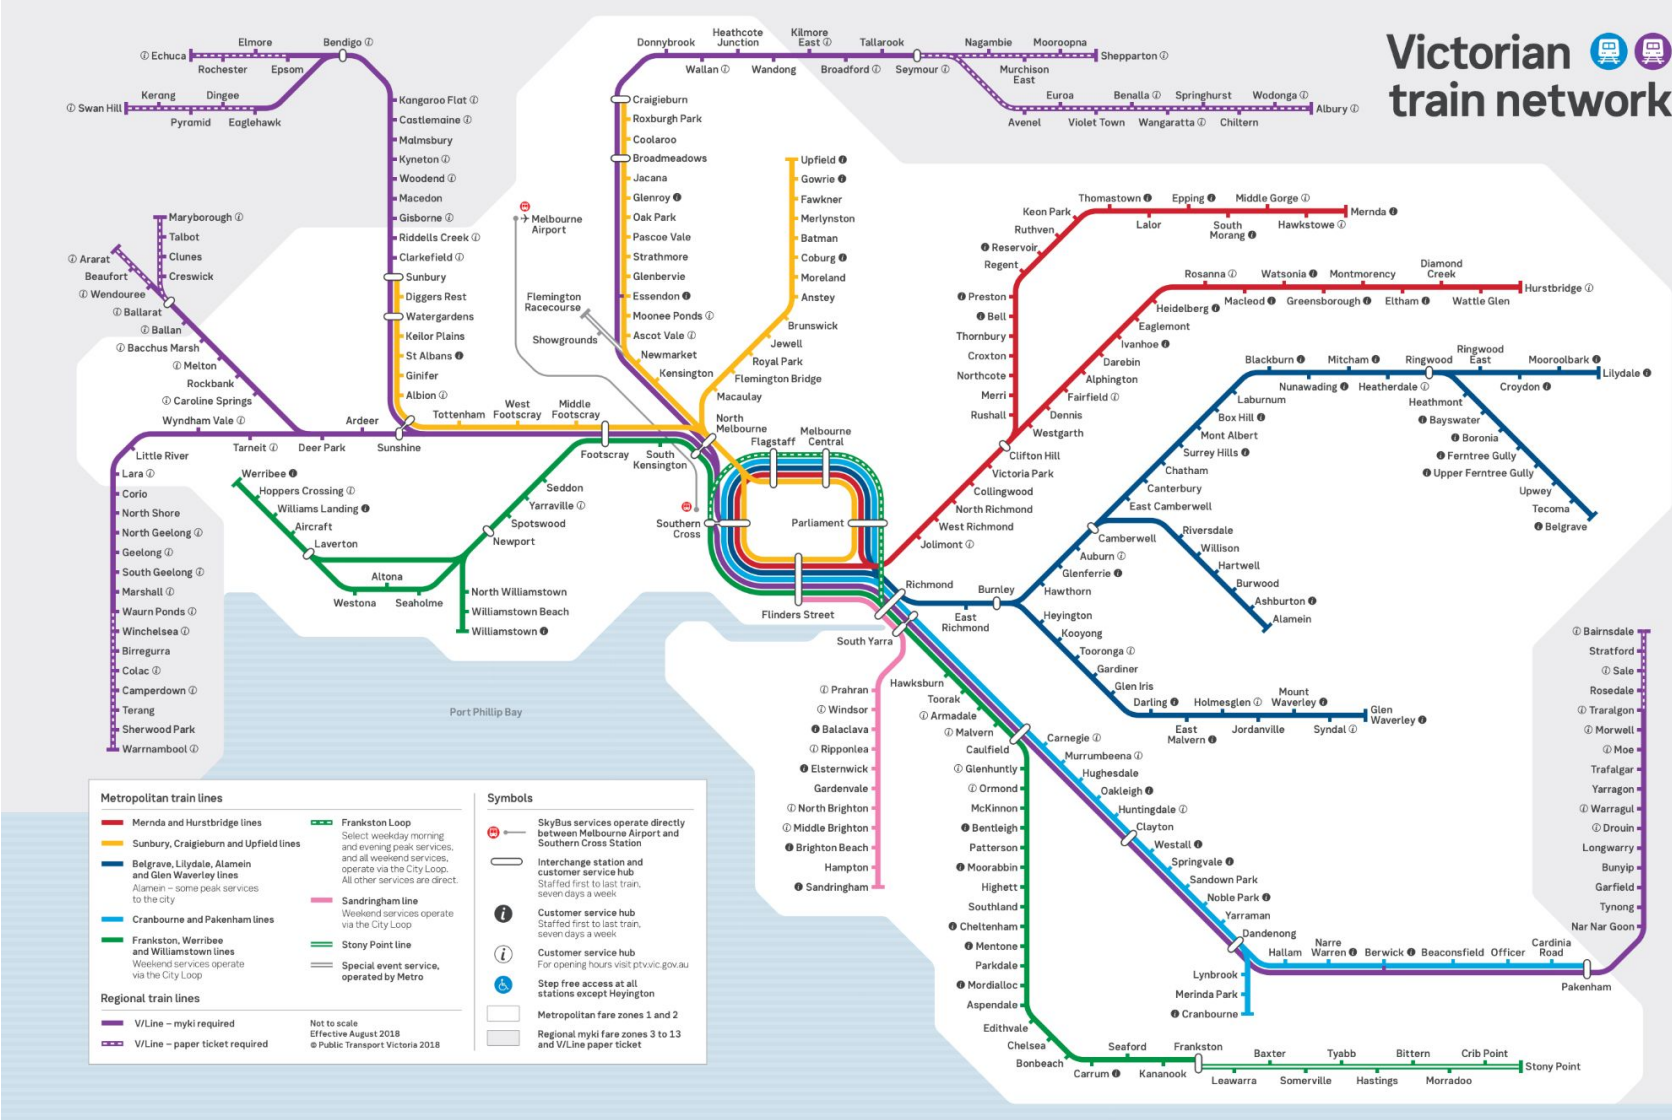 Victorian
train network
Echuca
Elmore
Rochester
Epsom
Bendigo
Swan Hill
Kerang
Dingee
Pyramid
Eaglehawk
Kangaroo Flat
Castlemaine
Malmsbury
Kyneton
Woodend
Macedon
Gisborne
Riddells Creek
Clarkefield
Sunbury
Diggers Rest
Watergardens
Keilor Plains
St Albans
Ginifer
Albion
Donnybrook
Heathcote
Junction
Kilmore
East
Tallarook
Nagambie
Mooroopna
Shepparton
Wallan
Wandong
Broadford
Seymour
Murchison
East
Euroa
Benalla
Springhurst
Wodonga
Albury
Avenel
Violet Town
Wangaratta
Chiltern
Craigieburn
Roxburgh Park
Coolaroo
Broadmeadows
Jacana
Glenroy
Oak Park
Pascoe Vale
Strathmore
Glenbervie
Essendon
Moonee Ponds
Ascot Vale
Newmarket
Kensington
Upfield
Gowrie
Fawkner
Merlynston
Batman
Coburg
Moreland
Anstey
Brunswick
Jewell
Royal Park
Flemington Bridge
Macaulay
North
Melbourne
Melbourne
Airport
Flemington
Racecourse
Showgrounds
Maryborough
Talbot
Clunes
Creswick
Ararat
Beaufort
Wendouree
Ballarat
Ballan
Bacchus Marsh
Melton
Rockbank
Caroline Springs
Wyndham Vale
Ardeer
Tarneit
Deer Park
Sunshine
Tottenham
West
Footscray
Middle
Footscray
Footscray
South
Kensington
Little River
Lara
Corio
North Shore
North Geelong
Geelong
South Geelong
Marshall
Waurn Ponds
Winchelsea
Birregurra
Colac
Camperdown
Terang
Sherwood Park
Warrnambool
Werribee
Hoppers Crossing
Williams Landing
Aircraft
Laverton
Altona
Westona
Seaholme
Seddon
Yarraville
Spotswood
Newport
North Williamstown
Williamstown Beach
Williamstown
Flagstaff
Melbourne
Central
Southern
Cross
Parliament
Flinders Street
Richmond
South Yarra
Thomastown
Epping
Middle Gorge
Mernda
Keon Park
Lalor
South
Morang
Hawkstowe
Ruthven
Reservoir
Regent
Preston
Bell
Thornbury
Croxton
Northcote
Merri
Rushall
Rosanna
Watsonia
Montmorency
Diamond
Creek
Hurstbridge
Macleod
Greensborough
Eltham
Wattle Glen
Heidelberg
Eaglemont
Ivanhoe
Darebin
Alphington
Fairfield
Dennis
Westgarth
Clifton Hill
Victoria Park
Collingwood
North Richmond
West Richmond
Jolimont
Blackburn
Mitcham
Ringwood
Ringwood
East
Mooroolbark
Lilydale
Nunawading
Heatherdale
Croydon
Heathmont
Bayswater
Boronia
Ferntree Gully
Upper Ferntree Gully
Upwey
Tecoma
Belgrave
Laburnum
Box Hill
Mont Albert
Surrey Hills
Chatham
Canterbury
East Camberwell
Camberwell
Auburn
Glenferrie
Hawthorn
Burnley
East
Richmond
Riversdale
Willison
Hartwell
Burwood
Ashburton
Alamein
Heyington
Kooyong
Tooronga
Gardiner
Glen Iris
Darling
Holmesglen
Mount
Waverley
Glen
Waverley
East
Malvern
Jordanville
Syndal
Prahran
Windsor
Balaclava
Ripponlea
Elsternwick
Gardenvale
North Brighton
Middle Brighton
Brighton Beach
Hampton
Sandringham
Hawksburn
Toorak
Armadale
Malvern
Caulfield
Glenhuntly
Ormond
McKinnon
Bentleigh
Patterson
Moorabbin
Highett
Southland
Cheltenham
Mentone
Parkdale
Mordialloc
Aspendale
Edithvale
Chelsea
Bonbeach
Carrum
Seaford
Kananook
Frankston
Leawarra
Baxter
Somerville
Tyabb
Hastings
Bittern
Morradoo
Crib Point
Stony Point
Carnegie
Murrumbeena
Hughesdale
Oakleigh
Huntingdale
Clayton
Westall
Springvale
Sandown Park
Noble Park
Yarraman
Dandenong
Lynbrook
Merinda Park
Cranbourne
Hallam
Narre
Warren
Berwick
Beaconsfield
Officer
Cardinia
Road
Pakenham
Bairnsdale
Stratford
Sale
Rosedale
Traralgon
Morwell
Moe
Trafalgar
Yarragon
Warragul
Drouin
Longwarry
Bunyip
Garfield
Tynong
Nar Nar Goon
Port Phillip Bay
Metropolitan train lines
Mernda and Hurstbridge lines
Sunbury, Craigieburn and Upfield lines
Belgrave, Lilydale, Alamein
and Glen Waverley lines
Alamein – some peak services
to the city
Cranbourne and Pakenham lines
Frankston, Werribee
and Williamstown lines
Weekend services operate
via the City Loop
Regional train lines
V/Line – myki required
V/Line – paper ticket required
Frankston Loop
Select weekday morning
and evening peak services,
and all weekend services,
operate via the City Loop.
All other services are direct.
Sandringham line
Weekend services operate
via the City Loop
Stony Point line
Special event service,
operated by Metro
Not to scale
Effective August 2018
© Public Transport Victoria 2018
Symbols
SkyBus services operate directly
between Melbourne Airport and
Southern Cross Station
Interchange station and
customer service hub
Staffed first to last train,
seven days a week
Customer service hub
Staffed first to last train,
seven days a week
Customer service hub
For opening hours visit ptv.vic.gov.au
Step free access at all
stations except Heyington
Metropolitan fare zones 1 and 2
Regional myki fare zones 3 to 13
and V/Line paper ticket